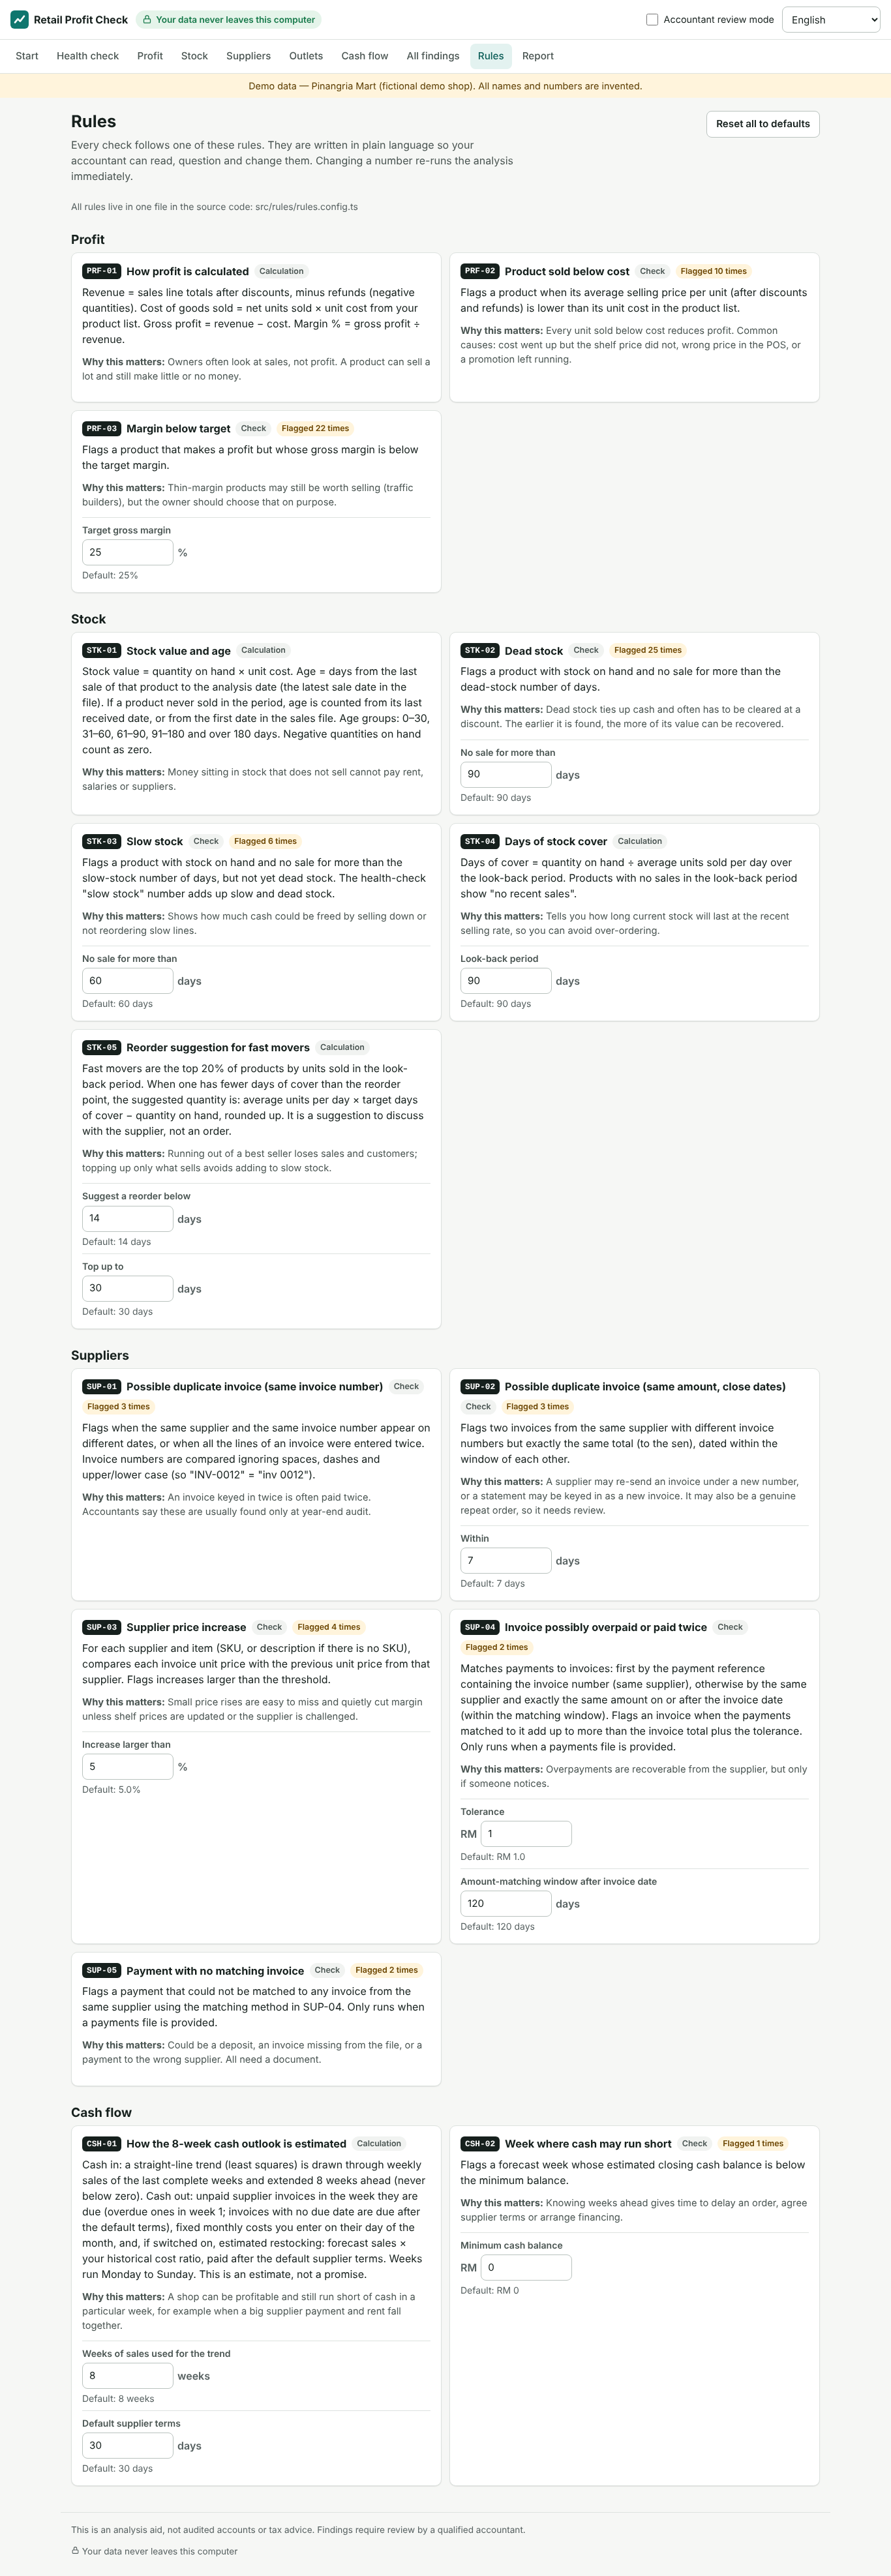 Retail Profit Check
Your data never leaves this computer
Accountant review mode
English
Start Health check Profit Stock Suppliers Outlets Cash flow All findings Rules Report
Demo data — Pinangria Mart (fictional demo shop). All names and numbers are invented.
Rules
Reset all to defaults
Every check follows one of these rules. They are written in plain language so your
accountant can read, question and change them. Changing a number re-runs the analysis
immediately.
All rules live in one file in the source code: src/rules/rules.config.ts
Profit
PRF-01 How profit is calculated Calculation
Revenue = sales line totals after discounts, minus refunds (negative
quantities). Cost of goods sold = net units sold × unit cost from your
product list. Gross profit = revenue − cost. Margin % = gross profit ÷
revenue.
Why this matters: Owners often look at sales, not profit. A product can sell a
lot and still make little or no money.
PRF-02 Product sold below cost Check Flagged 10 times
Flags a product when its average selling price per unit (after discounts
and refunds) is lower than its unit cost in the product list.
Why this matters: Every unit sold below cost reduces profit. Common
causes: cost went up but the shelf price did not, wrong price in the POS, or
a promotion left running.
PRF-03 Margin below target Check Flagged 22 times
Flags a product that makes a profit but whose gross margin is below
the target margin.
Why this matters: Thin-margin products may still be worth selling (traffic
builders), but the owner should choose that on purpose.
Target gross margin
25 %
Default: 25%
Stock
STK-01 Stock value and age Calculation
Stock value = quantity on hand × unit cost. Age = days from the last
sale of that product to the analysis date (the latest sale date in the
file). If a product never sold in the period, age is counted from its last
received date, or from the first date in the sales file. Age groups: 0–30,
31–60, 61–90, 91–180 and over 180 days. Negative quantities on hand
count as zero.
Why this matters: Money sitting in stock that does not sell cannot pay rent,
salaries or suppliers.
STK-02 Dead stock Check Flagged 25 times
Flags a product with stock on hand and no sale for more than the
dead-stock number of days.
Why this matters: Dead stock ties up cash and often has to be cleared at a
discount. The earlier it is found, the more of its value can be recovered.
No sale for more than
90 days
Default: 90 days
STK-03 Slow stock Check Flagged 6 times
Flags a product with stock on hand and no sale for more than the
slow-stock number of days, but not yet dead stock. The health-check
"slow stock" number adds up slow and dead stock.
Why this matters: Shows how much cash could be freed by selling down or
not reordering slow lines.
No sale for more than
60 days
Default: 60 days
STK-04 Days of stock cover Calculation
Days of cover = quantity on hand ÷ average units sold per day over
the look-back period. Products with no sales in the look-back period
show "no recent sales".
Why this matters: Tells you how long current stock will last at the recent
selling rate, so you can avoid over-ordering.
Look-back period
90 days
Default: 90 days
STK-05 Reorder suggestion for fast movers Calculation
Fast movers are the top 20% of products by units sold in the look-
back period. When one has fewer days of cover than the reorder
point, the suggested quantity is: average units per day × target days
of cover − quantity on hand, rounded up. It is a suggestion to discuss
with the supplier, not an order.
Why this matters: Running out of a best seller loses sales and customers;
topping up only what sells avoids adding to slow stock.
Suggest a reorder below
14 days
Default: 14 days
Top up to
30 days
Default: 30 days
Suppliers
SUP-01 Possible duplicate invoice (same invoice number) Check
Flagged 3 times
Flags when the same supplier and the same invoice number appear on
different dates, or when all the lines of an invoice were entered twice.
Invoice numbers are compared ignoring spaces, dashes and
upper/lower case (so "INV-0012" = "inv 0012").
Why this matters: An invoice keyed in twice is often paid twice.
Accountants say these are usually found only at year-end audit.
SUP-02 Possible duplicate invoice (same amount, close dates)
Check Flagged 3 times
Flags two invoices from the same supplier with different invoice
numbers but exactly the same total (to the sen), dated within the
window of each other.
Why this matters: A supplier may re-send an invoice under a new number,
or a statement may be keyed in as a new invoice. It may also be a genuine
repeat order, so it needs review.
Within
7 days
Default: 7 days
SUP-03 Supplier price increase Check Flagged 4 times
For each supplier and item (SKU, or description if there is no SKU),
compares each invoice unit price with the previous unit price from that
supplier. Flags increases larger than the threshold.
Why this matters: Small price rises are easy to miss and quietly cut margin
unless shelf prices are updated or the supplier is challenged.
Increase larger than
5 %
Default: 5.0%
SUP-04 Invoice possibly overpaid or paid twice Check
Flagged 2 times
Matches payments to invoices: first by the payment reference
containing the invoice number (same supplier), otherwise by the same
supplier and exactly the same amount on or after the invoice date
(within the matching window). Flags an invoice when the payments
matched to it add up to more than the invoice total plus the tolerance.
Only runs when a payments file is provided.
Why this matters: Overpayments are recoverable from the supplier, but only
if someone notices.
Tolerance
RM 1
Default: RM 1.0
Amount-matching window after invoice date
120 days
Default: 120 days
SUP-05 Payment with no matching invoice Check Flagged 2 times
Flags a payment that could not be matched to any invoice from the
same supplier using the matching method in SUP-04. Only runs when
a payments file is provided.
Why this matters: Could be a deposit, an invoice missing from the file, or a
payment to the wrong supplier. All need a document.
Cash flow
CSH-01 How the 8-week cash outlook is estimated Calculation
Cash in: a straight-line trend (least squares) is drawn through weekly
sales of the last complete weeks and extended 8 weeks ahead (never
below zero). Cash out: unpaid supplier invoices in the week they are
due (overdue ones in week 1; invoices with no due date are due after
the default terms), fixed monthly costs you enter on their day of the
month, and, if switched on, estimated restocking: forecast sales ×
your historical cost ratio, paid after the default supplier terms. Weeks
run Monday to Sunday. This is an estimate, not a promise.
Why this matters: A shop can be profitable and still run short of cash in a
particular week, for example when a big supplier payment and rent fall
together.
Weeks of sales used for the trend
8 weeks
Default: 8 weeks
Default supplier terms
30 days
Default: 30 days
CSH-02 Week where cash may run short Check Flagged 1 times
Flags a forecast week whose estimated closing cash balance is below
the minimum balance.
Why this matters: Knowing weeks ahead gives time to delay an order, agree
supplier terms or arrange financing.
Minimum cash balance
RM 0
Default: RM 0
This is an analysis aid, not audited accounts or tax advice. Findings require review by a qualified accountant.
Your data never leaves this computer